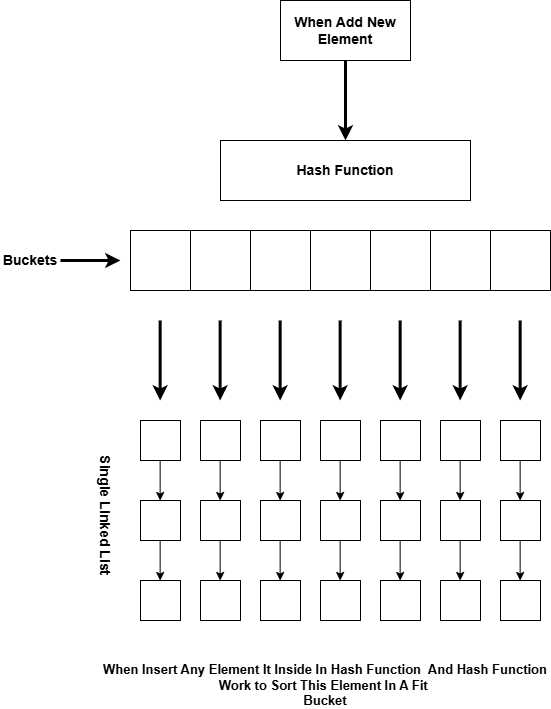 When Add New
Element
Hash Function
Buckets
Single Linked List
When Insert Any Element It Inside In Hash Function And Hash Function
Work to Sort This Element In A Fit
Bucket